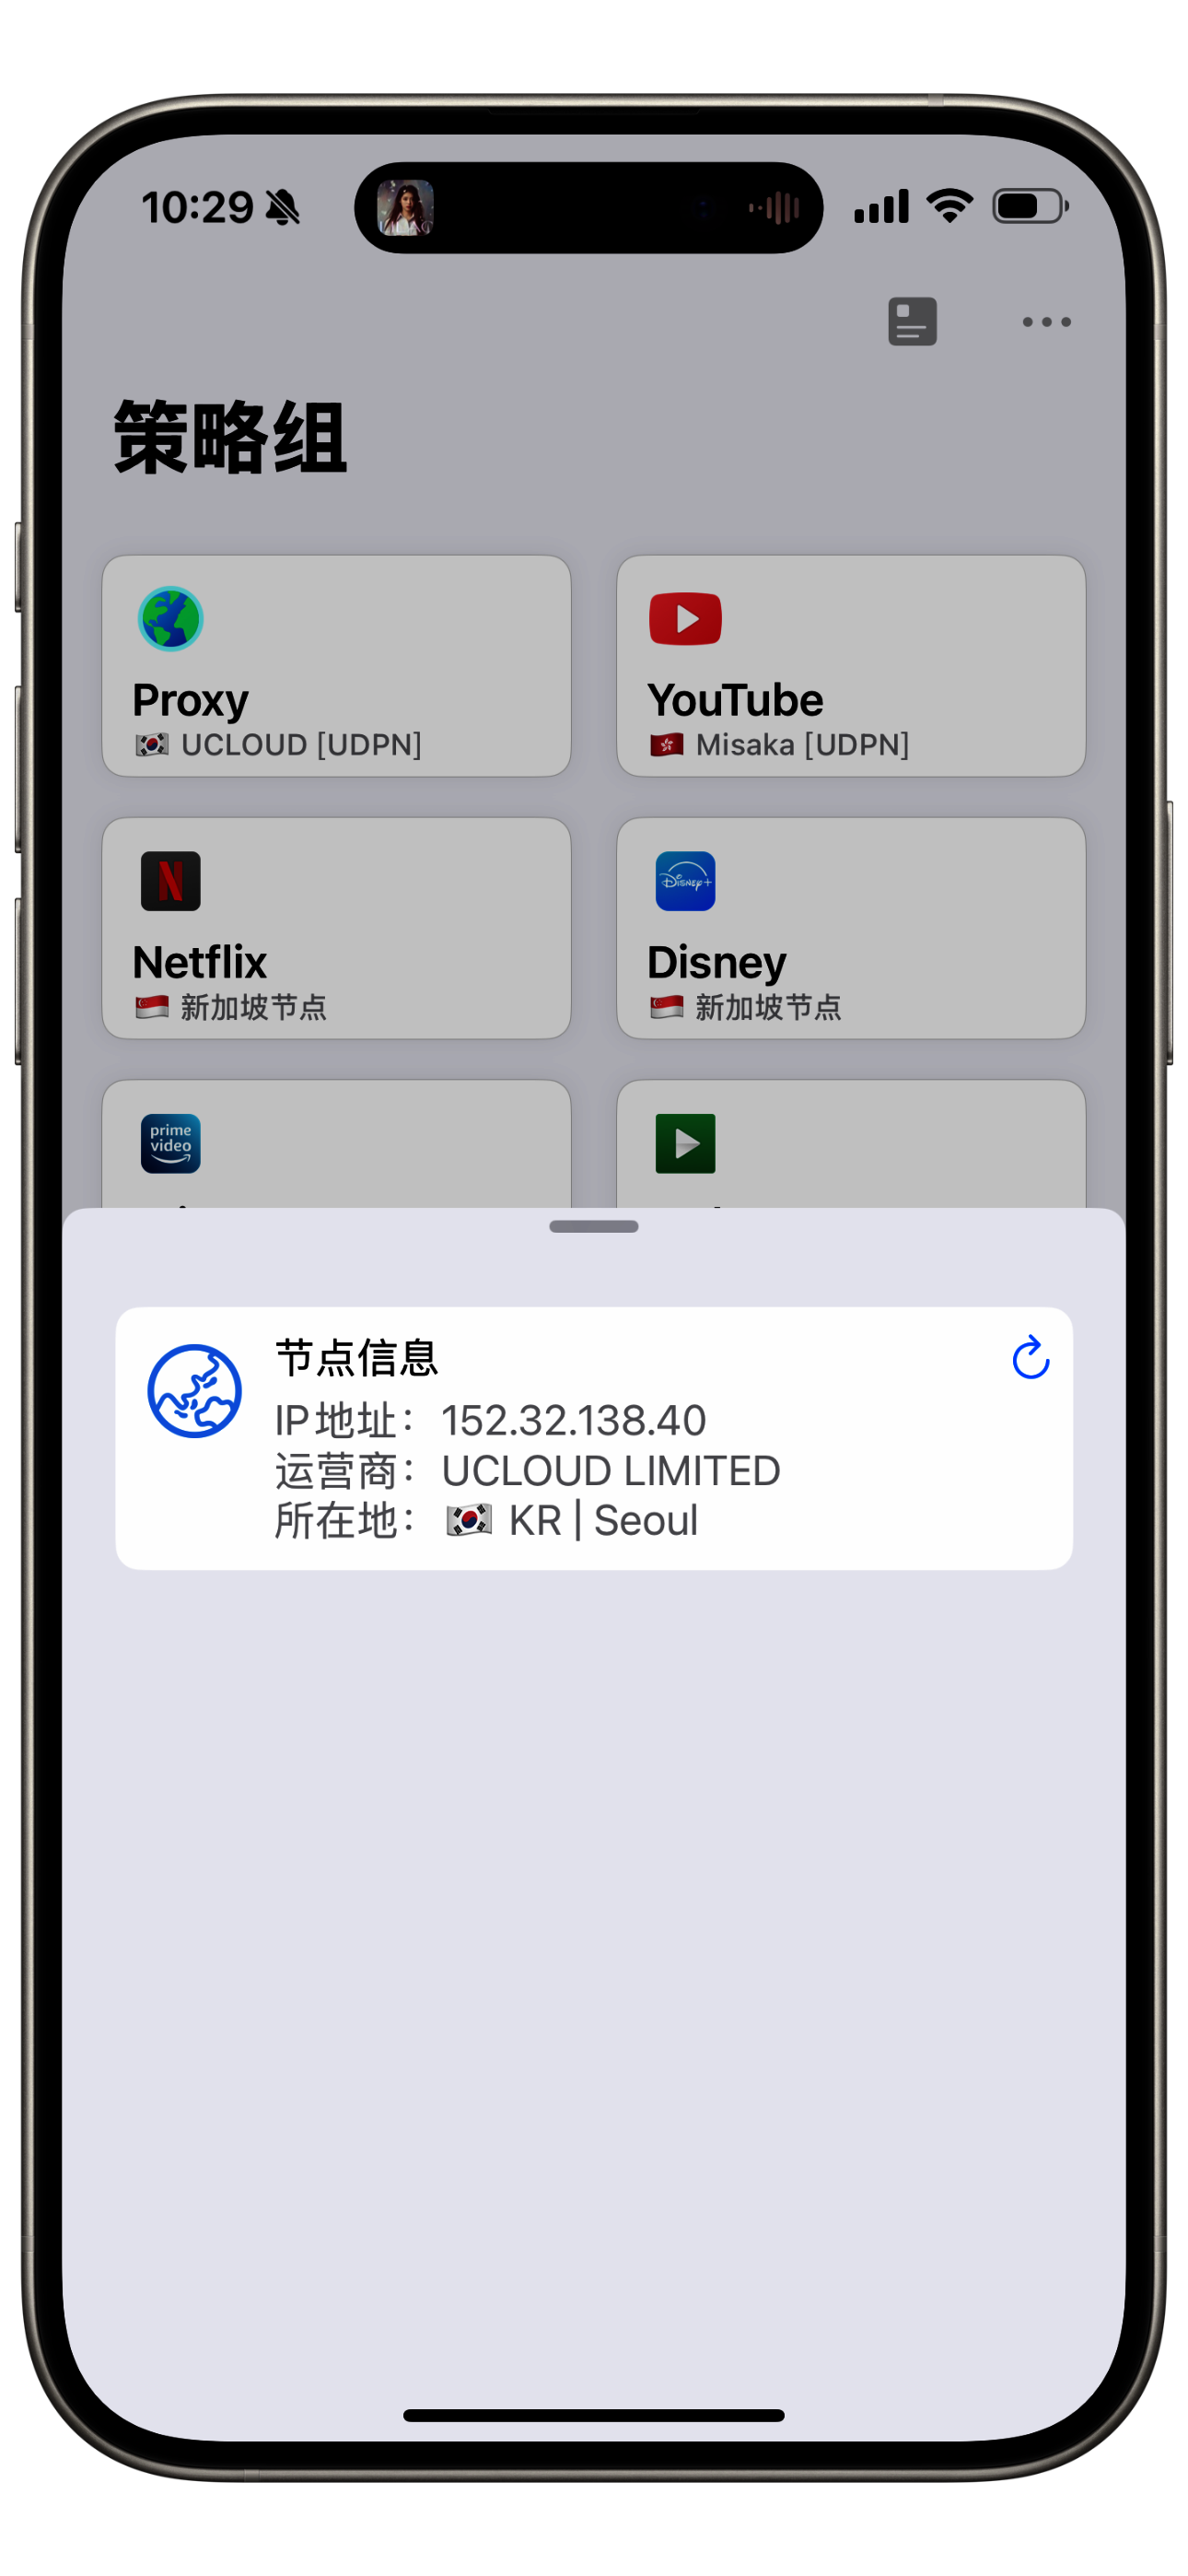 10:29
策略组
Proxy
🇰🇷 UCLOUD [UDPN]
YouTube
🇭🇰 Misaka [UDPN]
N
Netflix
🇸🇬 新加坡节点
Disney+
Disney
🇸🇬 新加坡节点
prime
video
节点信息
IP地址： 152.32.138.40
运营商： UCLOUD LIMITED
所在地： 🇰🇷 KR | Seoul